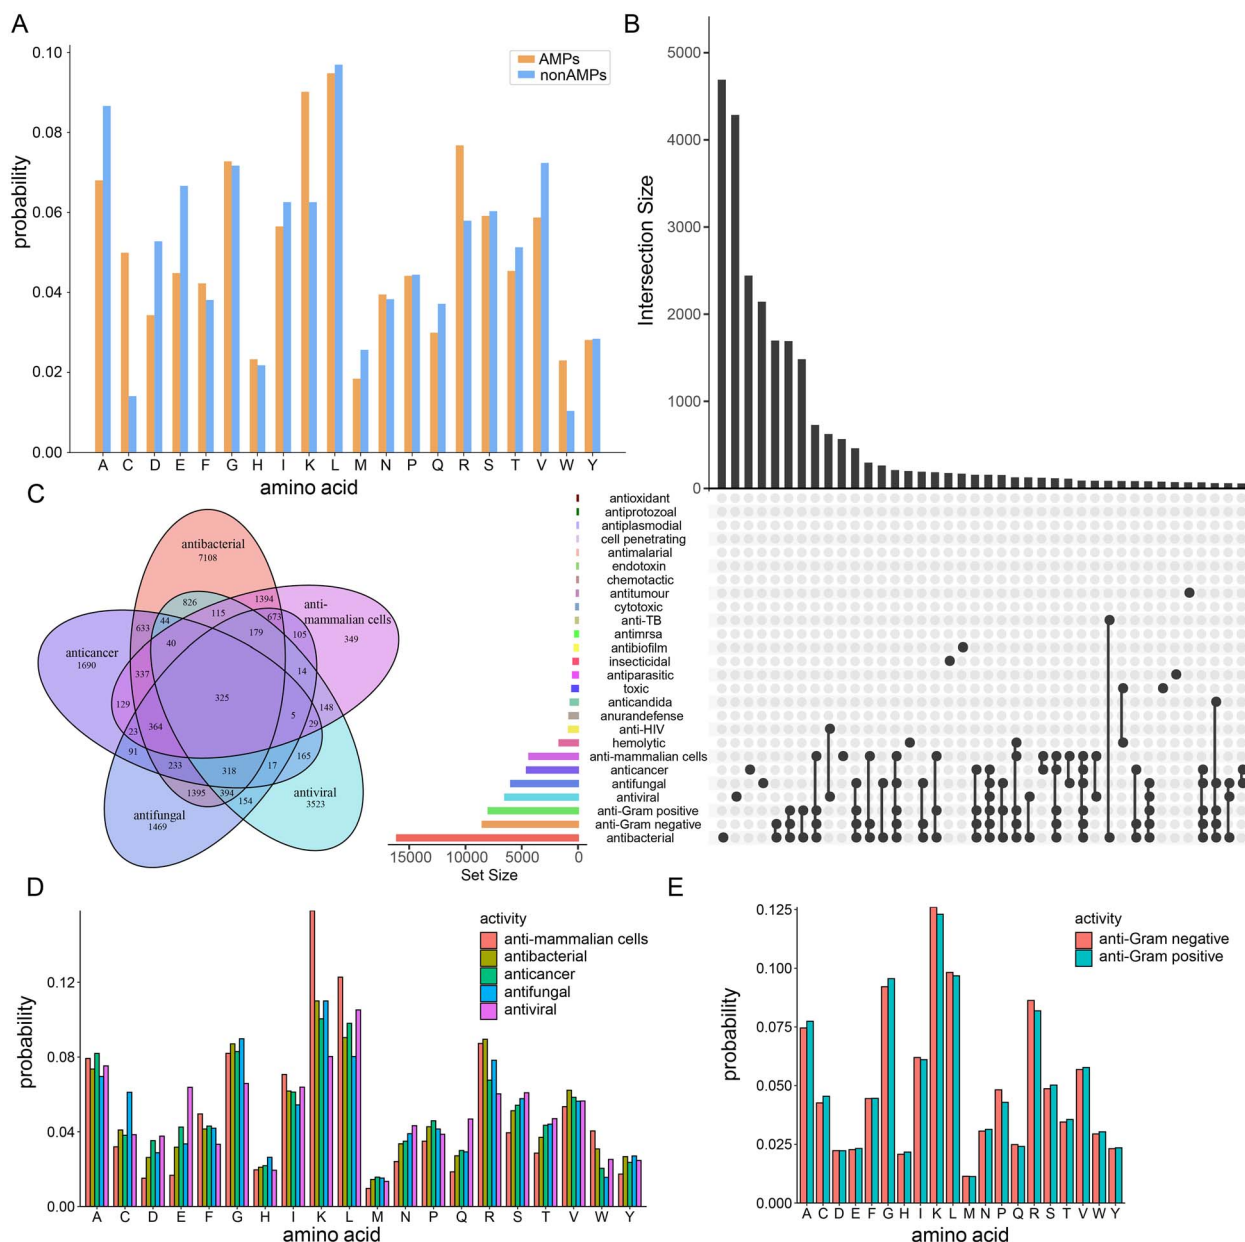 A
0.10
0.08
0.06
0.04
0.02
0.00
probability
AMPs
nonAMPs
A C D E F G H I K L M N P Q R S T V W Y
amino acid
B
5000
4000
3000
2000
1000
0
Intersection Size
C
antibacterial
7108
anti-
mammalian cells
349
anticancer
1690
antifungal
1469
antiviral
3523
826
1394
115
673
44
633
40
179
105
337
14
325
129
148
5
29
23
364
91
165
233
318
17
1395
394
154
antioxidant
antiprotozoal
antiplasmodial
cell penetrating
antimalarial
endotoxin
chemotactic
antitumour
cytotoxic
anti-TB
antimrsa
antibiofilm
insecticidal
antiparasitic
toxic
anticandida
anurandefense
anti-HIV
hemolytic
anti-mammalian cells
anticancer
antifungal
antiviral
anti-Gram positive
anti-Gram negative
antibacterial
15000 10000 5000 0
Set Size
D
0.12
0.08
0.04
0.00
probability
activity
anti-mammalian cells
antibacterial
anticancer
antifungal
antiviral
A C D E F G H I K L M N P Q R S T V W Y
amino acid
E
0.125
0.100
0.075
0.050
0.025
0.000
probability
activity
anti-Gram negative
anti-Gram positive
A C D E F G H I K L M N P Q R S T V W Y
amino acid